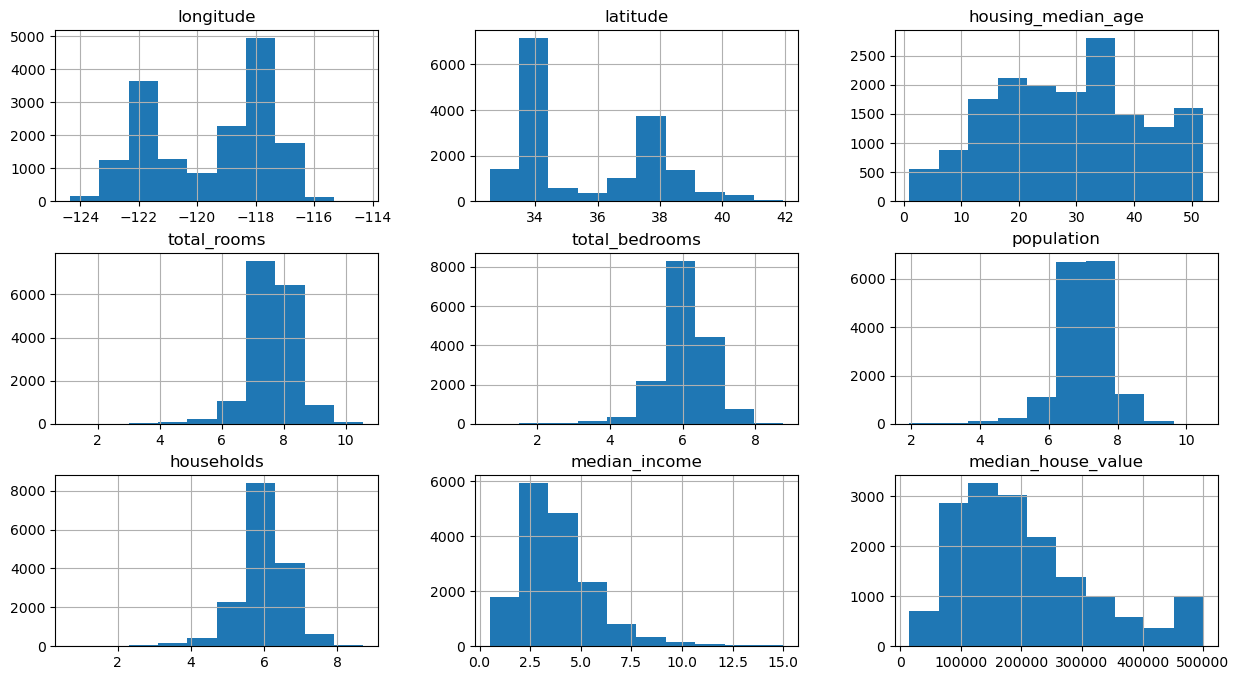 longitude
5000
4000
3000
2000
1000
0
−124 −122 −120 −118 −116 −114
latitude
6000
4000
2000
0
34 36 38 40 42
housing_median_age
2500
2000
1500
1000
500
0
0 10 20 30 40 50
total_rooms
6000
4000
2000
0
2 4 6 8 10
total_bedrooms
8000
6000
4000
2000
0
2 4 6 8
population
6000
4000
2000
0
2 4 6 8 10
households
8000
6000
4000
2000
0
2 4 6 8
median_income
6000
4000
2000
0
0.0 2.5 5.0 7.5 10.0 12.5 15.0
median_house_value
3000
2000
1000
0
0 100000 200000 300000 400000 500000